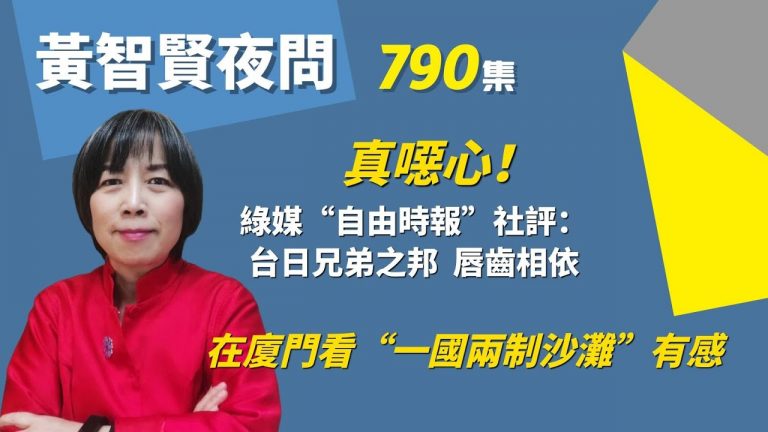 黃智賢夜問 790集
真噁心！
綠媒“自由時報”社評：
台日兄弟之邦 唇齒相依
在廈門看“一國兩制沙灘”有感